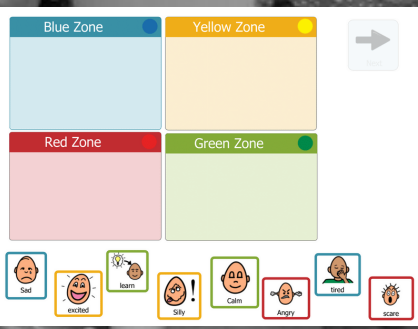 Blue Zone
Yellow Zone
Red Zone
Green Zone
Sad
excited
learn
Silly
!
Calm
Angry
tired
scare